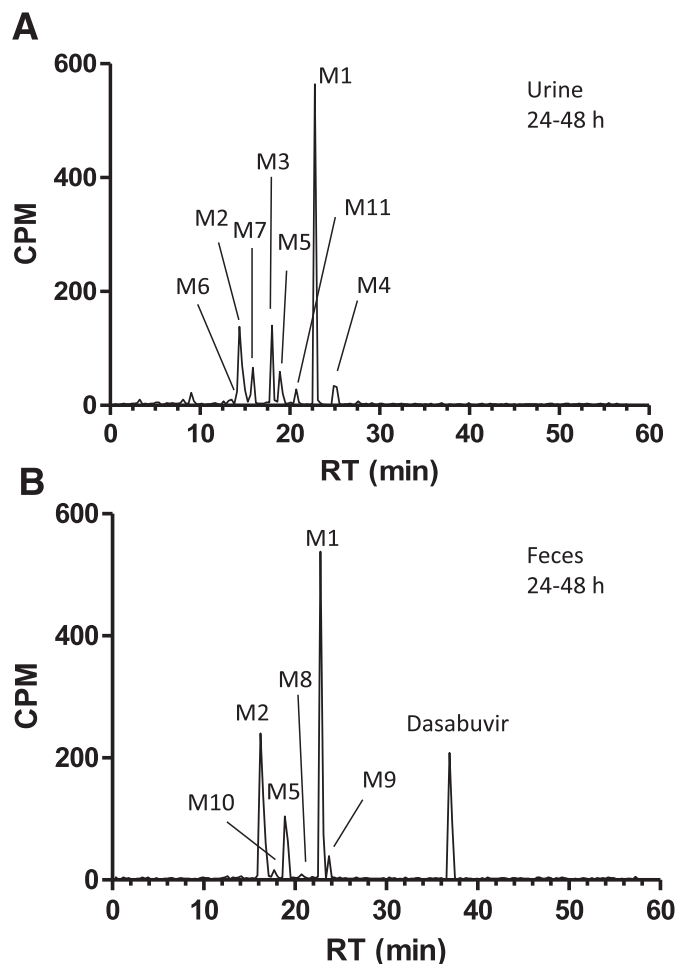 A
600
M1
Urine
24-48 h
M3
400
CPM
M2
M7
M5
M11
M6
M4
200
0
0 10 20 30 40 50 60
RT (min)
B
600
M1
Feces
24-48 h
400
CPM
M8
M2
Dasabuvir
200
M10
M5
M9
0
0 10 20 30 40 50 60
RT (min)